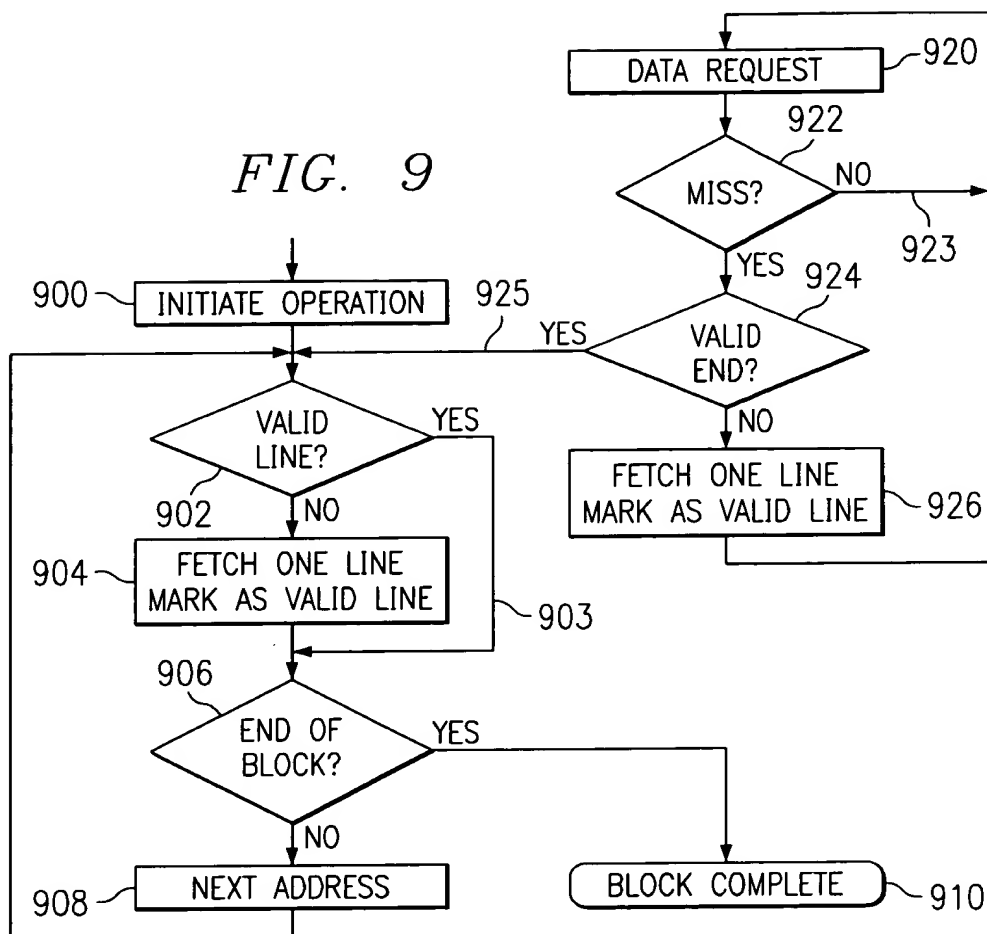 DATA REQUEST
920
922
FIG. 9
MISS?
NO
923
YES
924
900
INITIATE OPERATION
925
YES
VALID
END?
NO
VALID
LINE?
YES
902
NO
FETCH ONE LINE
MARK AS VALID LINE
926
904
FETCH ONE LINE
MARK AS VALID LINE
903
906
END OF
BLOCK?
YES
NO
908
NEXT ADDRESS
BLOCK COMPLETE
910